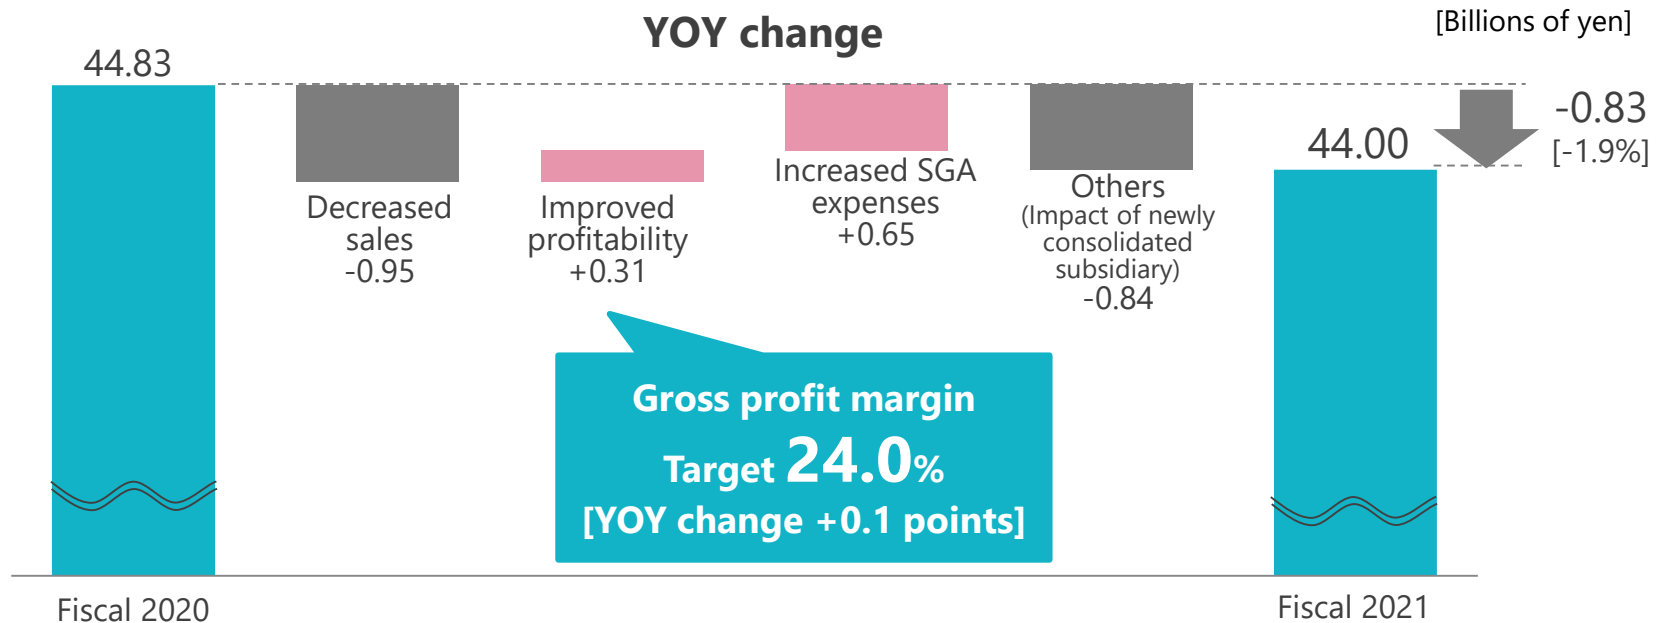 YOY change
[Billions of yen]
44.83
Decreased
sales
-0.95
Improved
profitability
+0.31
Increased SGA
expenses
+0.65
Others
(Impact of newly
consolidated
subsidiary)
-0.84
44.00
-0.83
[-1.9%]
Gross profit margin
Target 24.0%
[YOY change +0.1 points]
Fiscal 2020
Fiscal 2021